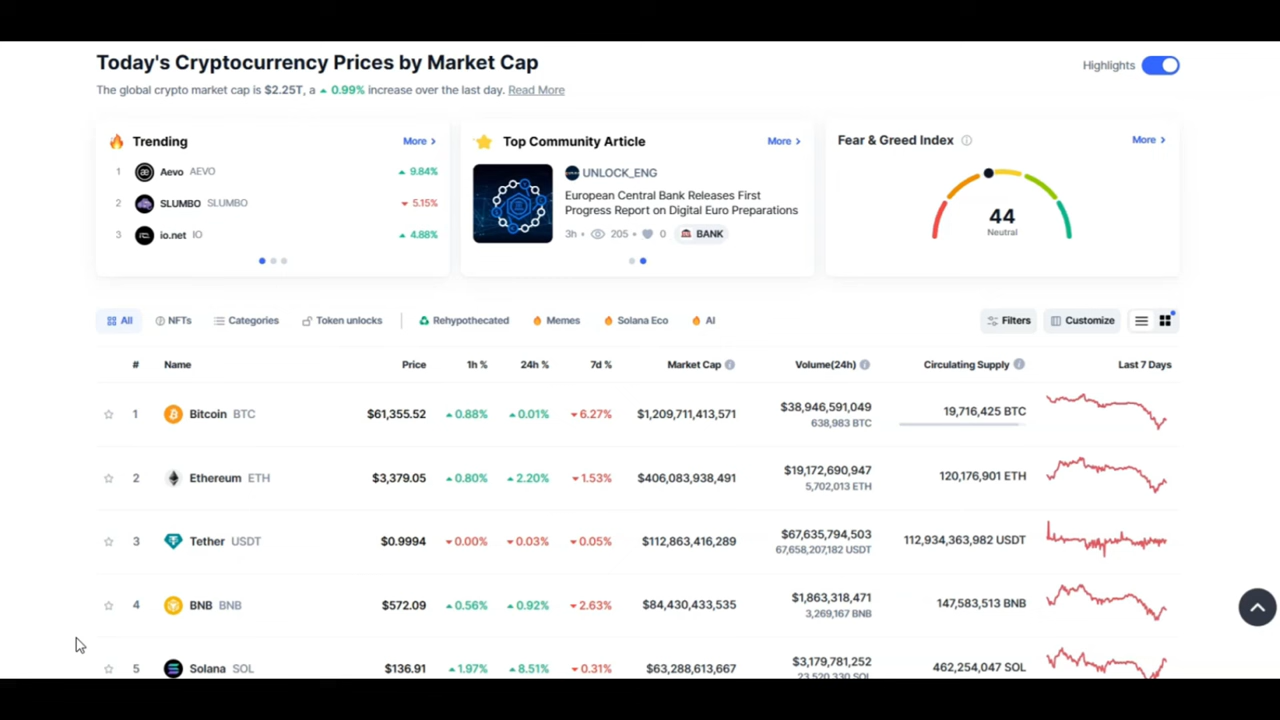 Today's Cryptocurrency Prices by Market Cap
Highlights
The global crypto market cap is $2.25T, a 0.99% increase over the last day. Read More
Trending
More
1 Aevo AEVO 9.84%
2 SLUMBO SLUMBO 5.15%
3 io.net IO 4.88%
Top Community Article
More
UNLOCK_ENG
European Central Bank Releases First
Progress Report on Digital Euro Preparations
3h • 205 • 0 BANK
Fear & Greed Index
More
44
Neutral
All NFTs Categories Token unlocks Rehypothecated Memes Solana Eco AI Filters Customize
# Name Price 1h % 24h % 7d % Market Cap Volume(24h) Circulating Supply Last 7 Days
1 Bitcoin BTC $61,355.52 0.88% 0.01% 6.27% $1,209,711,413,571 $38,946,591,049 19,716,425 BTC
638,983 BTC
2 Ethereum ETH $3,379.05 0.80% 2.20% 1.53% $406,083,938,491 $19,172,690,947 120,176,901 ETH
5,702,013 ETH
3 Tether USDT $0.9994 0.00% 0.03% 0.05% $112,863,416,289 $67,635,794,503 112,934,363,982 USDT
67,658,207,182 USDT
4 BNB BNB $572.09 0.56% 0.92% 2.63% $84,430,433,535 $1,863,318,471 147,583,513 BNB
3,269,167 BNB
5 Solana SOL $136.91 1.97% 8.51% 0.31% $63,288,613,667 $3,179,781,252 462,254,047 SOL
23,520,330 SOL